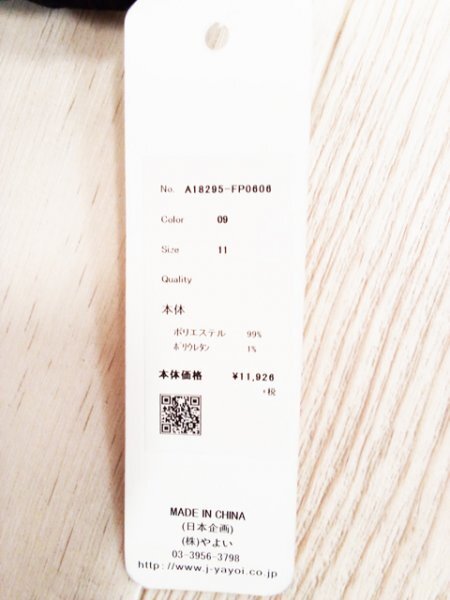 No. A18295-FP0606
Color 09
Size 11
Quality
本体
ポリエステル 99%
ポリウレタン 1%
本体価格 ¥11,926
+税
MADE IN CHINA
(日本企画)
(株)やよい
03-3956-3798
http://www.j-yayoi.co.jp